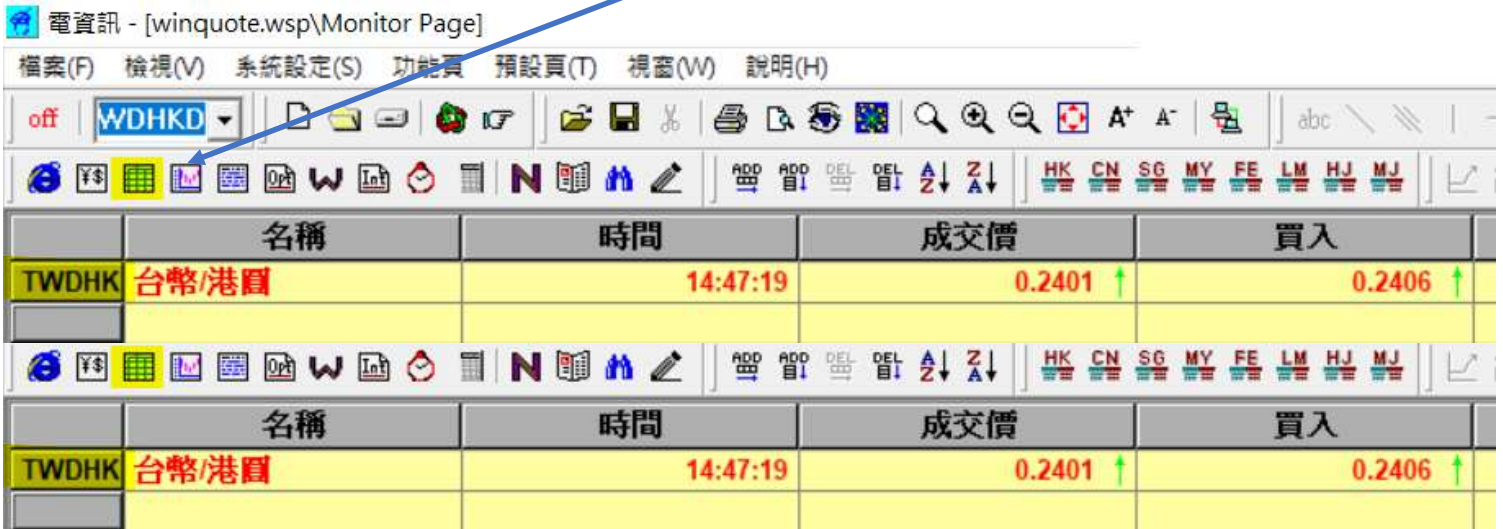 電資訊 - [winquote.wsp\Monitor Page]
檔案(F) 檢視(V) 系統設定(S) 功能頁 預設頁(T) 視窗(W) 說明(H)
off WDHKD A+ A- abc
¥$ Opt W Int N ADD ADD DEL DEL A Z Z A HK CN SG MY FE LM HJ MJ
名稱 時間 成交價 買入
TWDHK 台幣/港圓 14:47:19 0.2401 ↑ 0.2406 ↑
¥$ Opt W Int N ADD ADD DEL DEL A Z Z A HK CN SG MY FE LM HJ MJ
名稱 時間 成交價 買入
TWDHK 台幣/港圓 14:47:19 0.2401 ↑ 0.2406 ↑